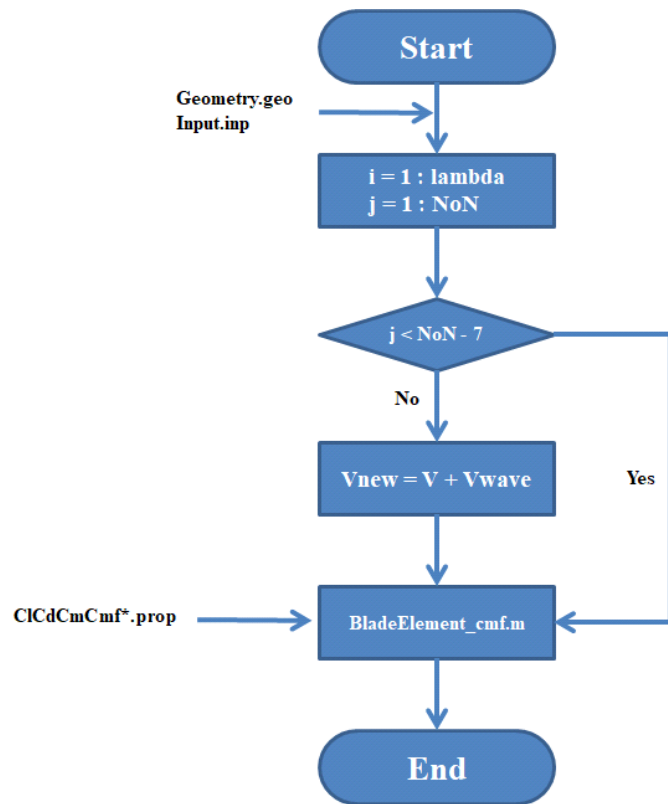 Start
Geometry.geo
Input.inp
i = 1 : lambda
j = 1 : NoN
j < NoN - 7
No
Vnew = V + Vwave
Yes
ClCdCmCmf*.prop
BladeElement_cmf.m
End